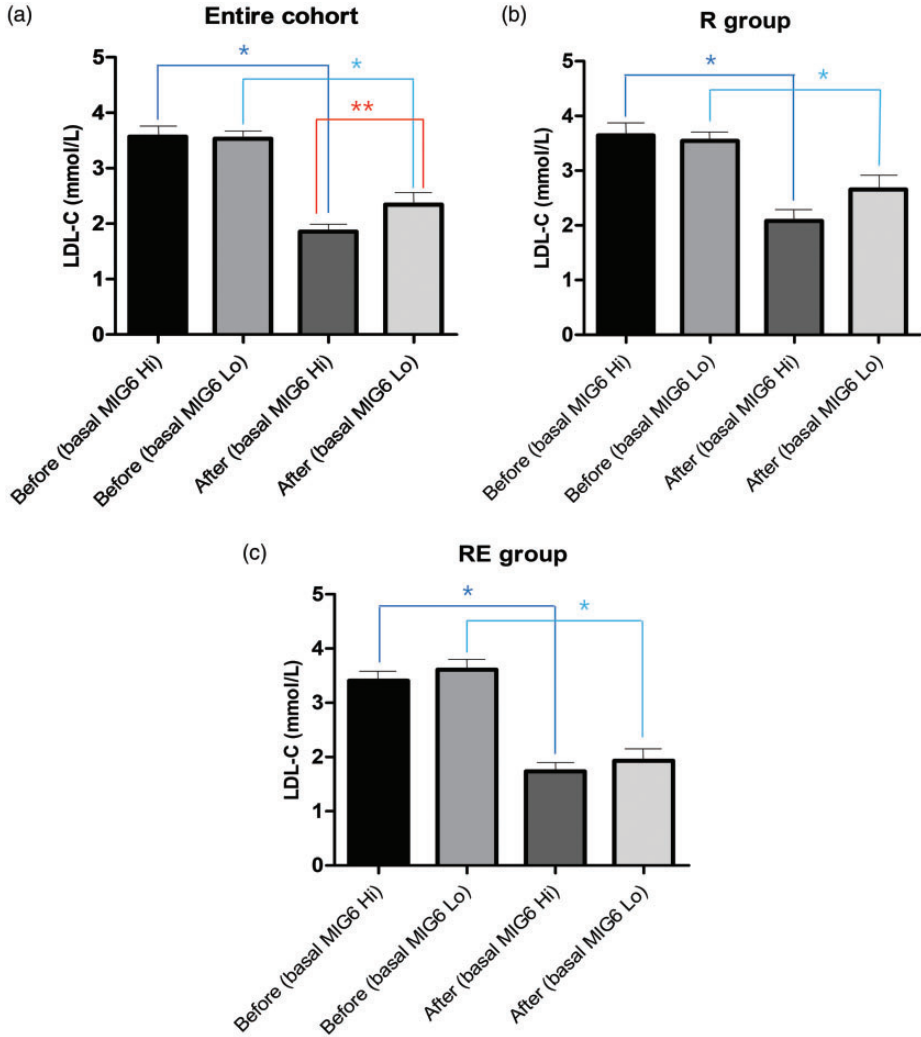 (a)
Entire cohort
*
*
**
LDL-C (mmol/L)
5
4
3
2
1
0
Before (basal MIG6 Hi)
Before (basal MIG6 Lo)
After (basal MIG6 Hi)
After (basal MIG6 Lo)
(b)
R group
*
*
LDL-C (mmol/L)
5
4
3
2
1
0
Before (basal MIG6 Hi)
Before (basal MIG6 Lo)
After (basal MIG6 Hi)
After (basal MIG6 Lo)
(c)
RE group
*
*
LDL-C (mmol/L)
5
4
3
2
1
0
Before (basal MIG6 Hi)
Before (basal MIG6 Lo)
After (basal MIG6 Hi)
After (basal MIG6 Lo)